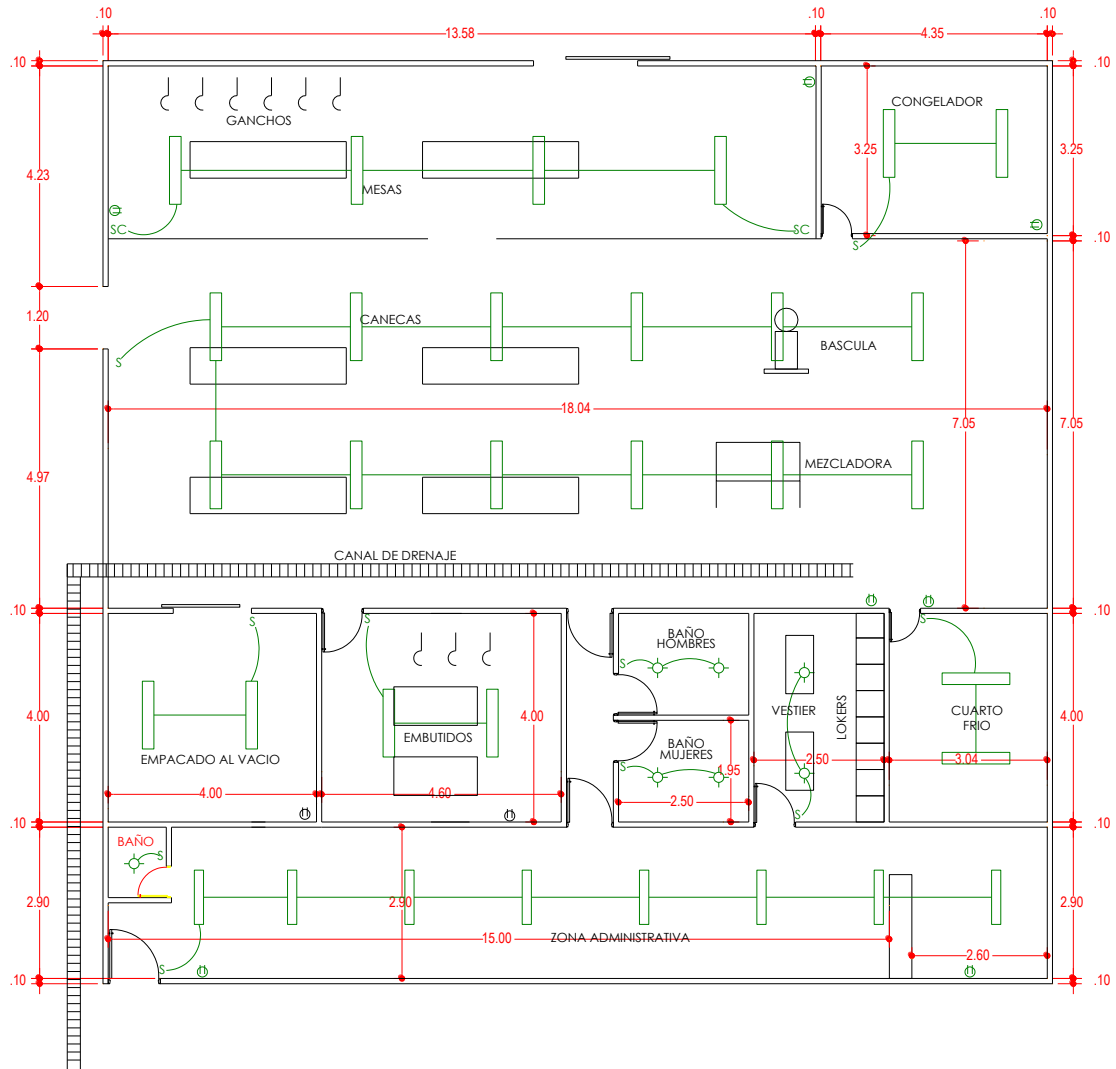 .10
.10
.10
13.58
4.35
.10
.10
GANCHOS
CONGELADOR
4.23
3.25
3.25
MESAS
SC
SC
S
.10
1.20
CANECAS
BASCULA
S
18.04
7.05
7.05
4.97
MEZCLADORA
CANAL DE DRENAJE
.10
.10
S
S
S
BAÑO
HOMBRES
S
4.00
4.00
4.00
VESTIER
LOKERS
CUARTO
FRIO
EMPACADO AL VACIO
EMBUTIDOS
BAÑO
MUJERES
S
1.95
2.50
3.04
4.00
4.60
2.50
S
.10
.10
BAÑO
S
2.90
2.90
2.90
15.00
ZONA ADMINISTRATIVA
2.60
S
.10
.10